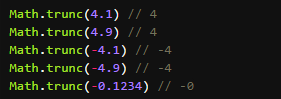 Math.trunc(4.1) // 4
Math.trunc(4.9) // 4
Math.trunc(-4.1) // -4
Math.trunc(-4.9) // -4
Math.trunc(-0.1234) // -0